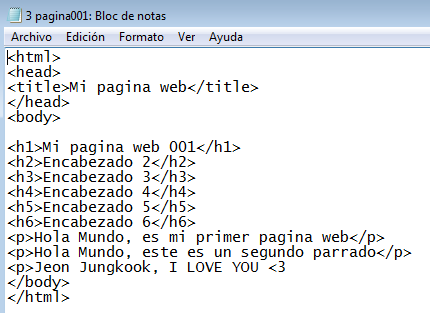 3 pagina001: Bloc de notas
Archivo Edición Formato Ver Ayuda
<html>
<head>
<title>Mi pagina web</title>
</head>
<body>
<h1>Mi pagina web 001</h1>
<h2>Encabezado 2</h2>
<h3>Encabezado 3</h3>
<h4>Encabezado 4</h4>
<h5>Encabezado 5</h5>
<h6>Encabezado 6</h6>
<p>Hola Mundo, es mi primer pagina web</p>
<p>Hola Mundo, este es un segundo parrado</p>
<p>Jeon Jungkook, I LOVE YOU <3
</body>
</html>